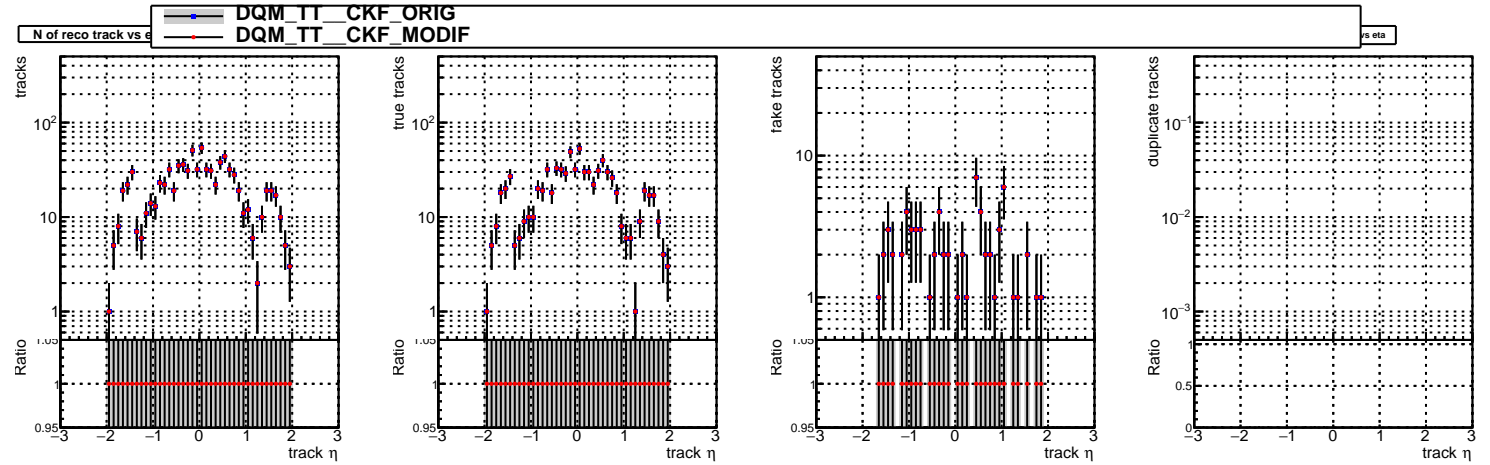 DQM_TT__CKF_ORIG
DQM_TT__CKF_MODIF
N of reco track vs e
vs eta
tracks
10²
10
1
Ratio
1.05
1
0.95
−3 −2 −1 0 1 2 3
track η
true tracks
10²
10
1
Ratio
1.05
1
0.95
−3 −2 −1 0 1 2 3
track η
fake tracks
10
1
Ratio
1.05
1
0.95
−3 −2 −1 0 1 2 3
track η
duplicate tracks
10⁻¹
10⁻²
10⁻³
Ratio
1
0.5
0
−3 −2 −1 0 1 2 3
track η